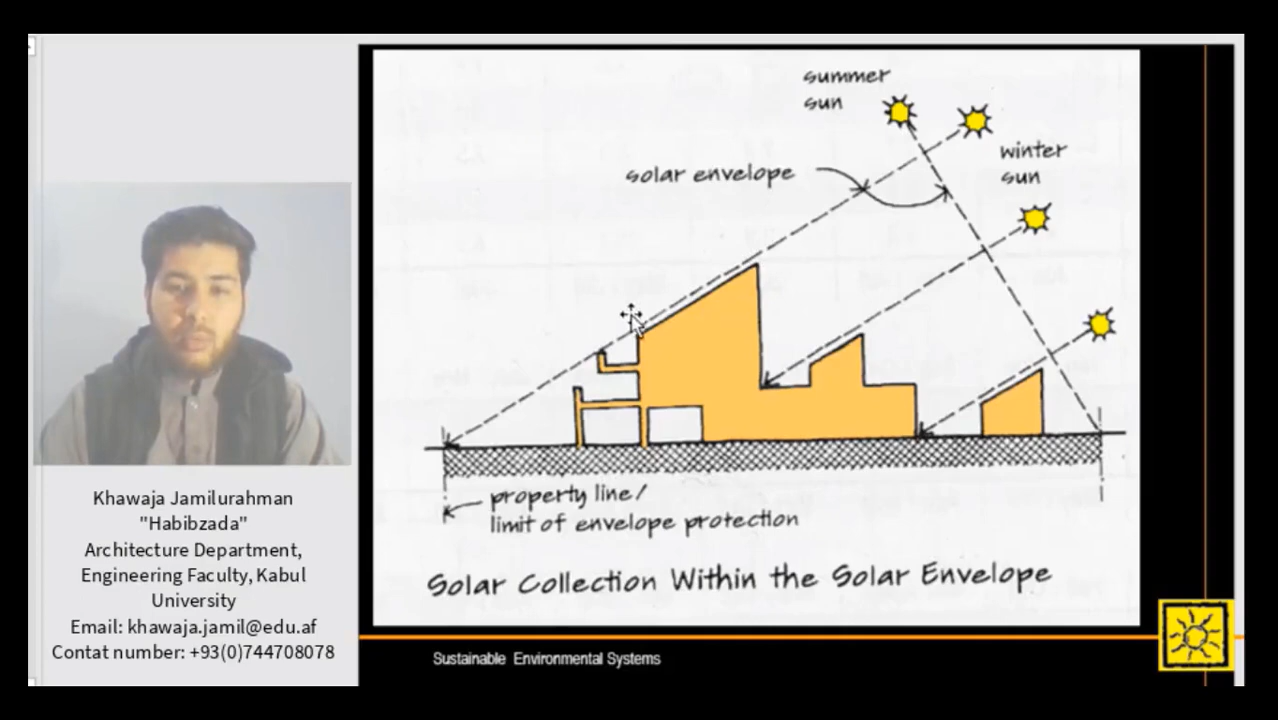 Khawaja Jamilurahman
"Habibzada"
Architecture Department,
Engineering Faculty, Kabul
University
Email: khawaja.jamil@edu.af
Contat number: +93(0)744708078
summer
sun
winter
sun
solar envelope
property line/
limit of envelope protection
Solar Collection Within the Solar Envelope
Sustainable Environmental Systems